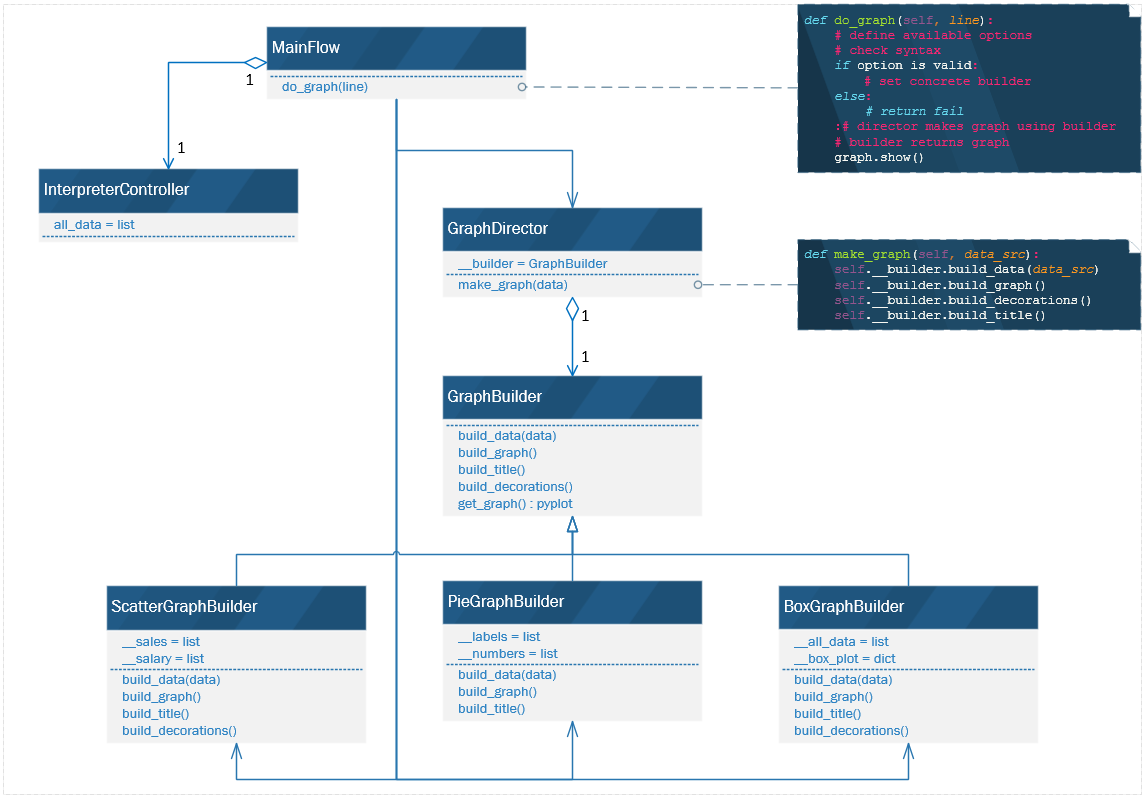 MainFlow
do_graph(line)
1
1
InterpreterController
all_data = list
def do_graph(self, line):
# define available options
# check syntax
if option is valid:
# set concrete builder
else:
# return fail
:# director makes graph using builder
# builder returns graph
graph.show()
GraphDirector
__builder = GraphBuilder
make_graph(data)
def make_graph(self, data_src):
self.__builder.build_data(data_src)
self.__builder.build_graph()
self.__builder.build_decorations()
self.__builder.build_title()
1
1
GraphBuilder
build_data(data)
build_graph()
build_title()
build_decorations()
get_graph() : pyplot
ScatterGraphBuilder
__sales = list
__salary = list
build_data(data)
build_graph()
build_title()
build_decorations()
PieGraphBuilder
__labels = list
__numbers = list
build_data(data)
build_graph()
build_title()
BoxGraphBuilder
__all_data = list
__box_plot = dict
build_data(data)
build_graph()
build_title()
build_decorations()